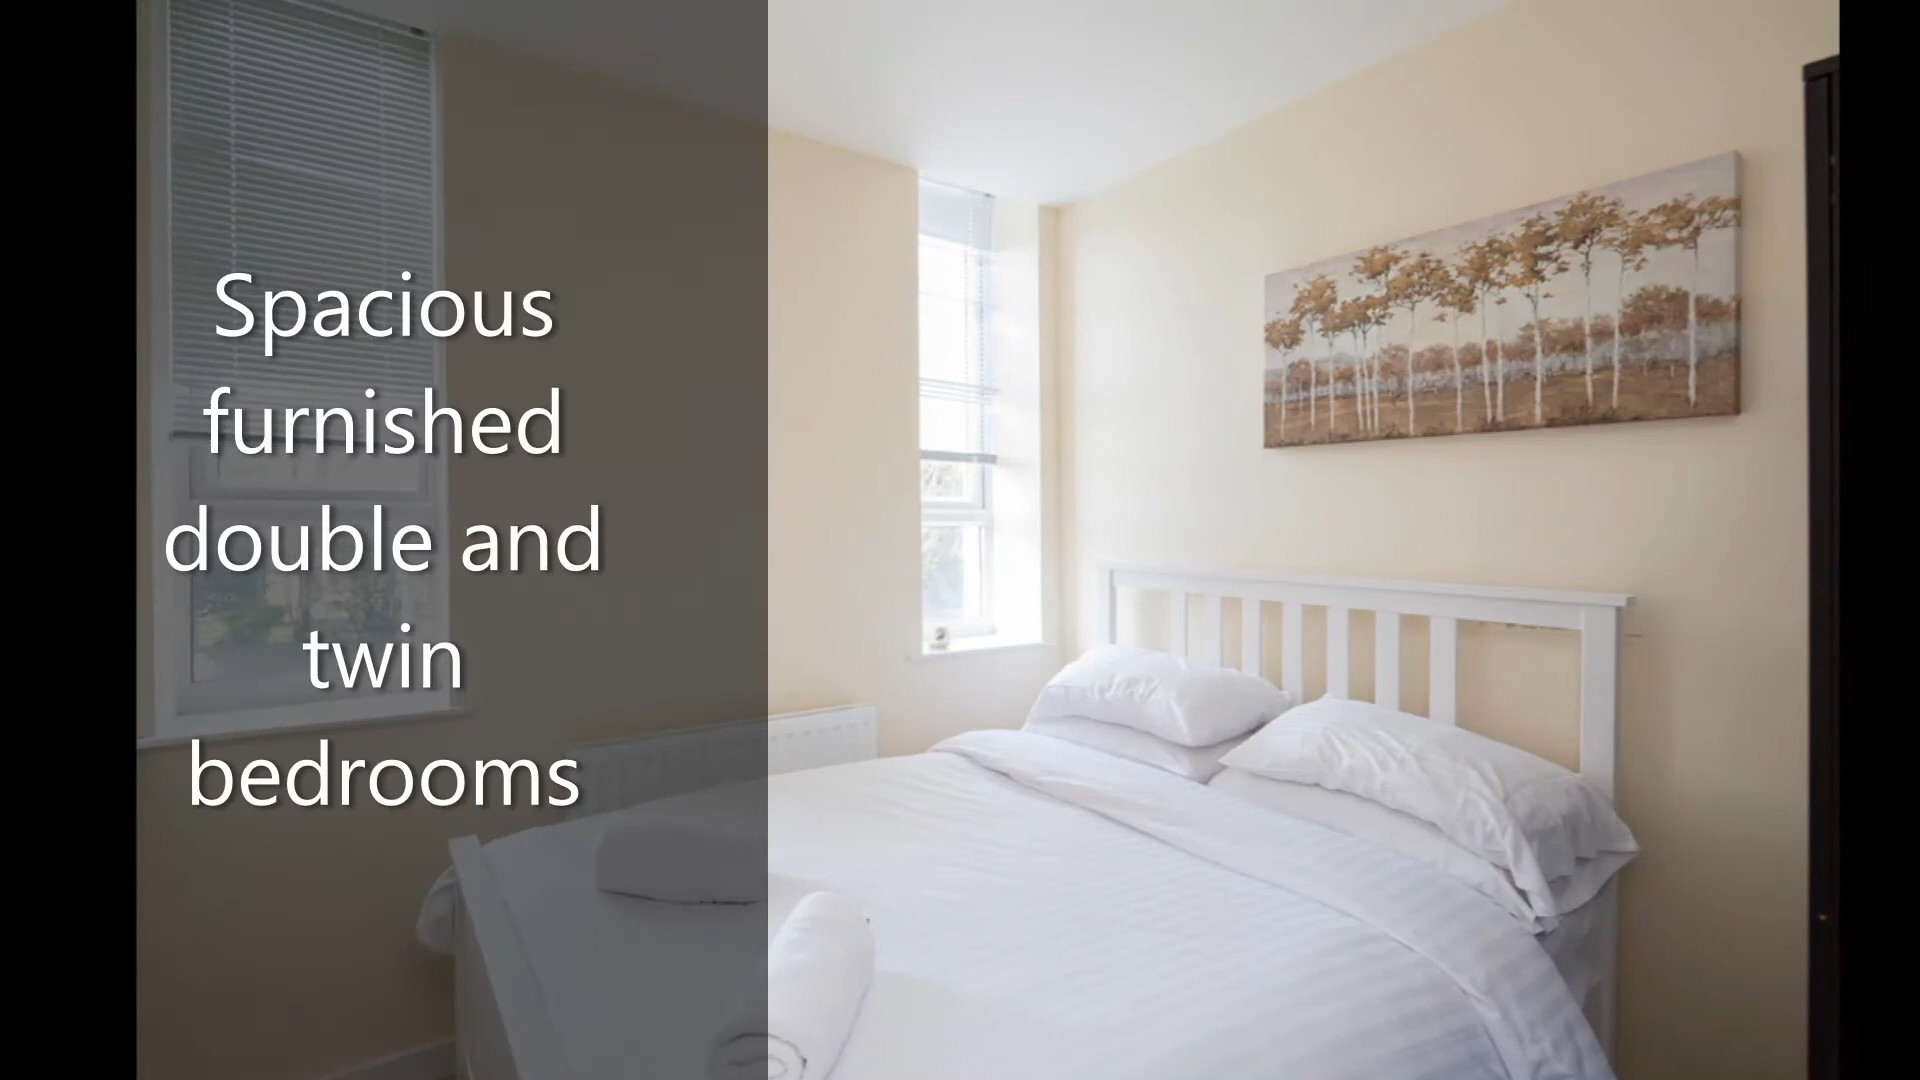 Spacious
furnished
double and
twin
bedrooms